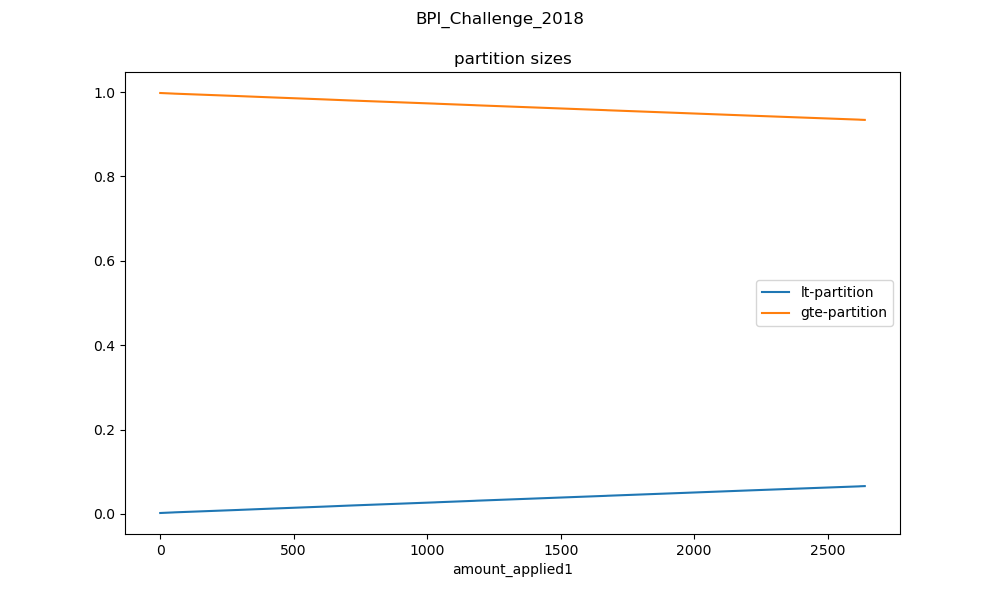 BPI_Challenge_2018
partition sizes
1.0
0.8
0.6
0.4
0.2
0.0
lt-partition
gte-partition
0 500 1000 1500 2000 2500
amount_applied1